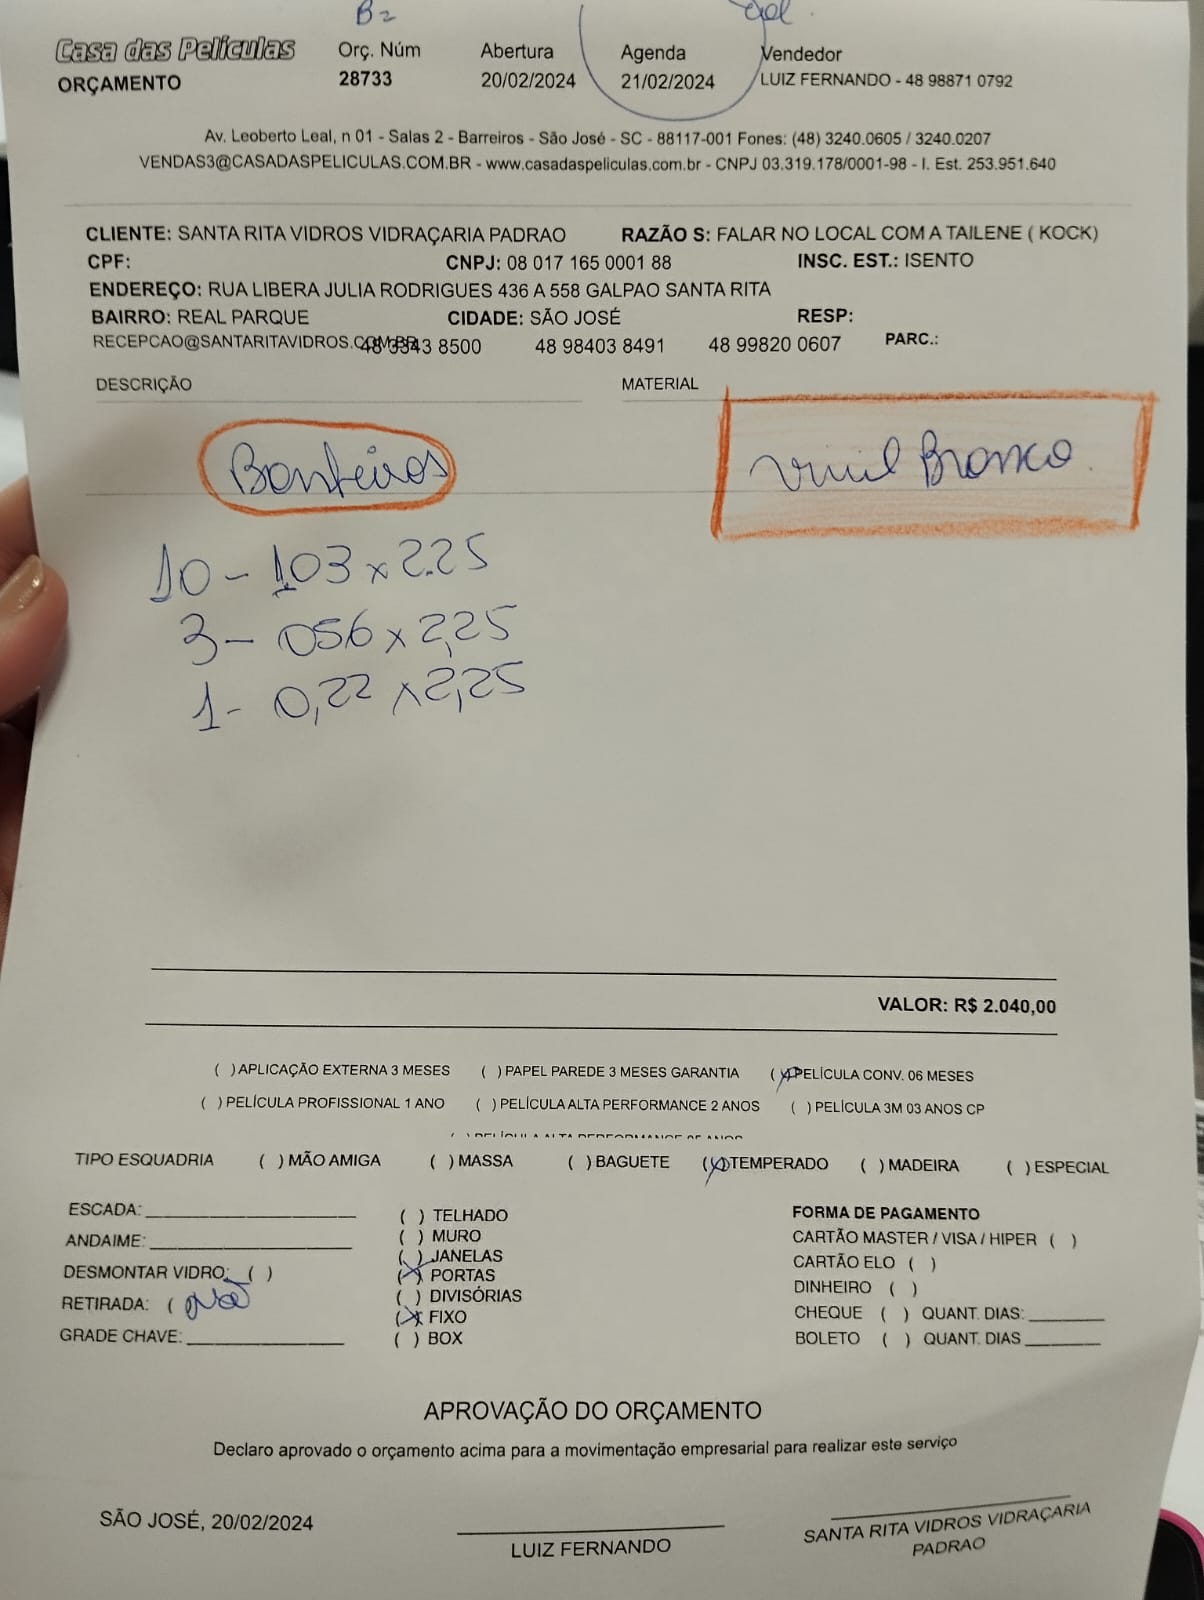 B2
Casa das Películas Orç. Núm Abertura Agenda Vendedor
ORÇAMENTO 28733 20/02/2024 21/02/2024 LUIZ FERNANDO - 48 98871 0792
Av. Leoberto Leal, n 01 - Salas 2 - Barreiros - São José - SC - 88117-001 Fones: (48) 3240.0605 / 3240.0207
VENDAS3@CASADASPELICULAS.COM.BR - www.casadaspeliculas.com.br - CNPJ 03.319.178/0001-98 - I. Est. 253.951.640
CLIENTE: SANTA RITA VIDROS VIDRAÇARIA PADRAO RAZÃO S: FALAR NO LOCAL COM A TAILENE ( KOCK)
CPF: CNPJ: 08 017 165 0001 88 INSC. EST.: ISENTO
ENDEREÇO: RUA LIBERA JULIA RODRIGUES 436 A 558 GALPAO SANTA RITA
BAIRRO: REAL PARQUE CIDADE: SÃO JOSÉ RESP:
RECEPCAO@SANTARITAVIDROS.COM.BR 48 3343 8500 48 98403 8491 48 99820 0607 PARC.:
DESCRIÇÃO MATERIAL
Banheiros Vinil Branco
10 - 1.03 x 2.25
3 - 056 x 2,25
1 - 0,22 x 2,25
VALOR: R$ 2.040,00
( ) APLICAÇÃO EXTERNA 3 MESES ( ) PAPEL PAREDE 3 MESES GARANTIA (X) PELÍCULA CONV. 06 MESES
( ) PELÍCULA PROFISSIONAL 1 ANO ( ) PELÍCULA ALTA PERFORMANCE 2 ANOS ( ) PELÍCULA 3M 03 ANOS CP
TIPO ESQUADRIA ( ) MÃO AMIGA ( ) MASSA ( ) BAGUETE (X) TEMPERADO ( ) MADEIRA ( ) ESPECIAL
ESCADA: ( ) TELHADO FORMA DE PAGAMENTO
( ) MURO CARTÃO MASTER / VISA / HIPER ( )
ANDAIME: ( ) JANELAS CARTÃO ELO ( )
DESMONTAR VIDRO: ( ) (X) PORTAS DINHEIRO ( )
RETIRADA: ( Não ( ) DIVISÓRIAS CHEQUE ( ) QUANT. DIAS:
(X) FIXO
GRADE CHAVE: ( ) BOX BOLETO ( ) QUANT. DIAS
APROVAÇÃO DO ORÇAMENTO
Declaro aprovado o orçamento acima para a movimentação empresarial para realizar este serviço
SÃO JOSÉ, 20/02/2024
LUIZ FERNANDO
SANTA RITA VIDROS VIDRAÇARIA
PADRAO